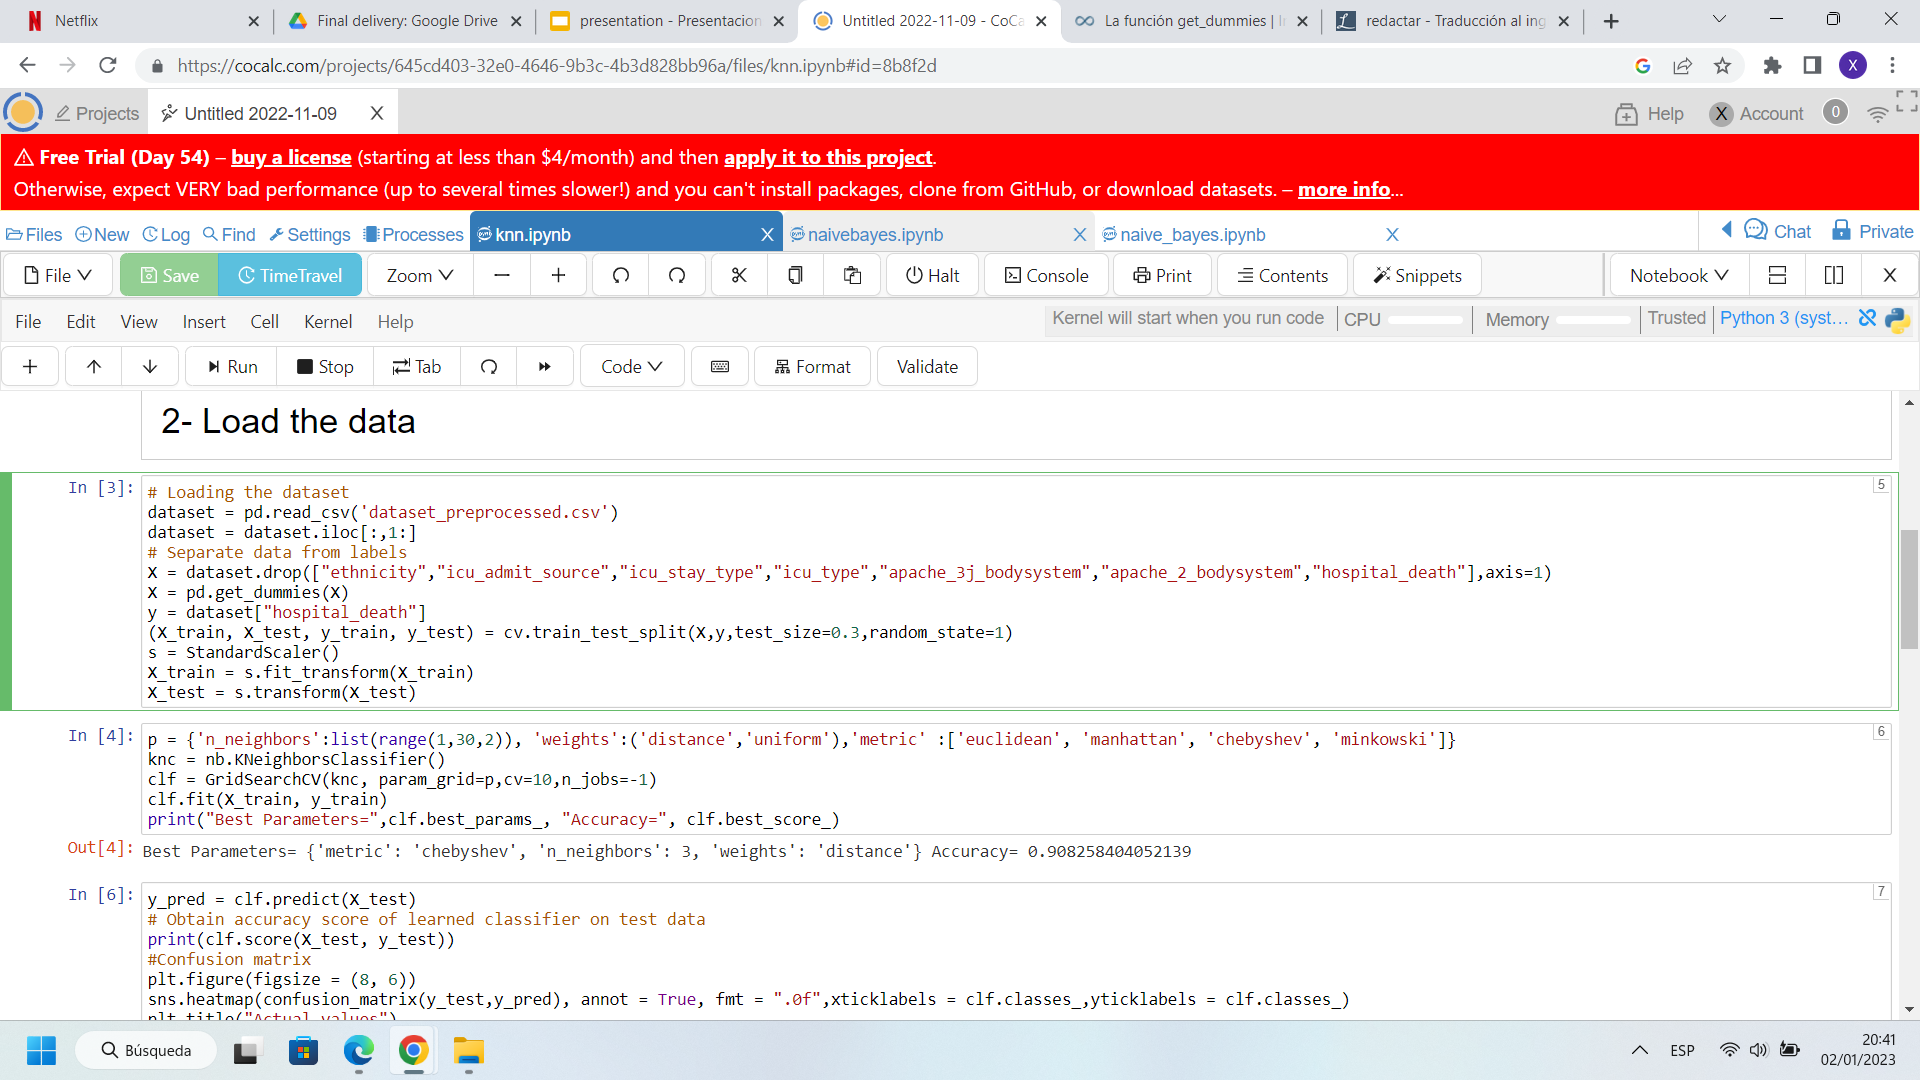 Netflix
Final delivery: Google Drive
presentation - Presentacion
Untitled 2022-11-09 - CoCa
La función get_dummies | I
redactar - Traducción al ing
https://cocalc.com/projects/645cd403-32e0-4646-9b3c-4b3d828bb96a/files/knn.ipynb#id=8b8f2d
X
Projects
Untitled 2022-11-09
Help
X Account
0
Free Trial (Day 54) – buy a license (starting at less than $4/month) and then apply it to this project.
Otherwise, expect VERY bad performance (up to several times slower!) and you can't install packages, clone from GitHub, or download datasets. – more info...
Files New Log Find Settings Processes knn.ipynb naivebayes.ipynb naive_bayes.ipynb Chat Private
File Save TimeTravel Zoom Halt Console Print Contents Snippets Notebook
File Edit View Insert Cell Kernel Help Kernel will start when you run code CPU Memory Trusted Python 3 (syst...
Run Stop Tab Code Format Validate
2- Load the data
In [3]:
5
# Loading the dataset
dataset = pd.read_csv('dataset_preprocessed.csv')
dataset = dataset.iloc[:,1:]
# Separate data from labels
X = dataset.drop(["ethnicity","icu_admit_source","icu_stay_type","icu_type","apache_3j_bodysystem","apache_2_bodysystem","hospital_death"],axis=1)
X = pd.get_dummies(X)
y = dataset["hospital_death"]
(X_train, X_test, y_train, y_test) = cv.train_test_split(X,y,test_size=0.3,random_state=1)
s = StandardScaler()
X_train = s.fit_transform(X_train)
X_test = s.transform(X_test)
In [4]:
6
p = {'n_neighbors':list(range(1,30,2)), 'weights':('distance','uniform'),'metric' :['euclidean', 'manhattan', 'chebyshev', 'minkowski']}
knc = nb.KNeighborsClassifier()
clf = GridSearchCV(knc, param_grid=p,cv=10,n_jobs=-1)
clf.fit(X_train, y_train)
print("Best Parameters=",clf.best_params_, "Accuracy=", clf.best_score_)
Out[4]: Best Parameters= {'metric': 'chebyshev', 'n_neighbors': 3, 'weights': 'distance'} Accuracy= 0.908258404052139
In [6]:
7
y_pred = clf.predict(X_test)
# Obtain accuracy score of learned classifier on test data
print(clf.score(X_test, y_test))
#Confusion matrix
plt.figure(figsize = (8, 6))
sns.heatmap(confusion_matrix(y_test,y_pred), annot = True, fmt = ".0f",xticklabels = clf.classes_,yticklabels = clf.classes_)
plt.title("Actual values")
Búsqueda
ESP
20:41
02/01/2023